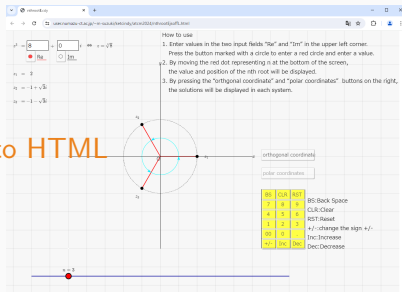 How to use
1. Enter values in the two input fields "Re" and "Im" in the upper left corner.
Press the button marked with a circle to enter a red circle and enter a value.
2. By moving the red dot representing n at the bottom of the screen,
the value and position of the nth root will be displayed.
3. By pressing the "orthogonal coordinate" and "polar coordinates" buttons on the right,
the solutions will be displayed in each system.
8 + 0 i
Re Im
to HTML
orthogonal coordinate
polar coordinates
BS CLR RST
7 8 9
4 5 6
1 2 3
00 0 .
+/- Inc Dec
BS:Back Space
CLR:Clear
RST:Reset
+/-:change the sign +/-
Inc:Increase
Dec:Decrease
n = 3